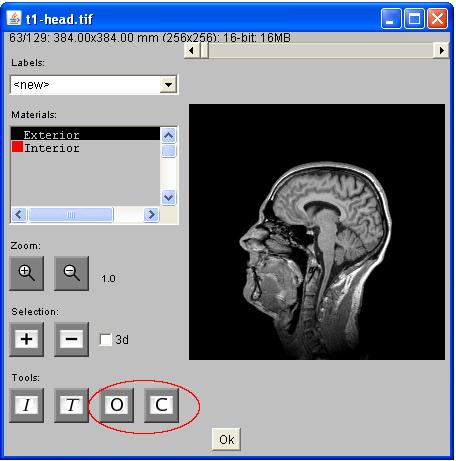 t1-head.tif
63/129: 384.00x384.00 mm (256x256): 16-bit: 16MB
Labels:
<new>
Materials:
Exterior
Interior
Zoom:
1.0
Selection:
+ − 3d
Tools:
I T O C
Ok